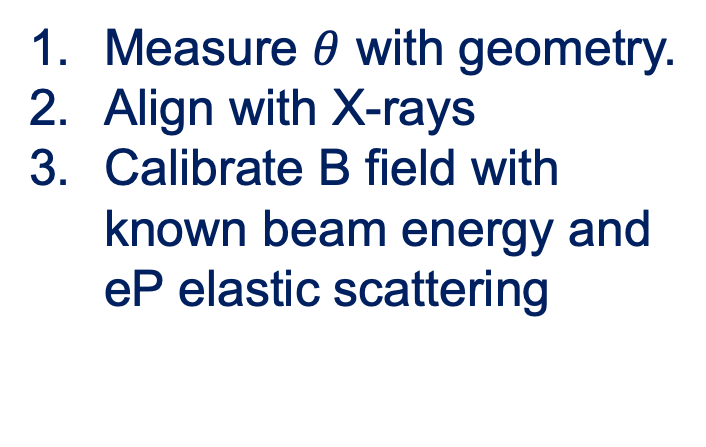 1. Measure θ with geometry.
2. Align with X-rays
3. Calibrate B field with
known beam energy and
eP elastic scattering